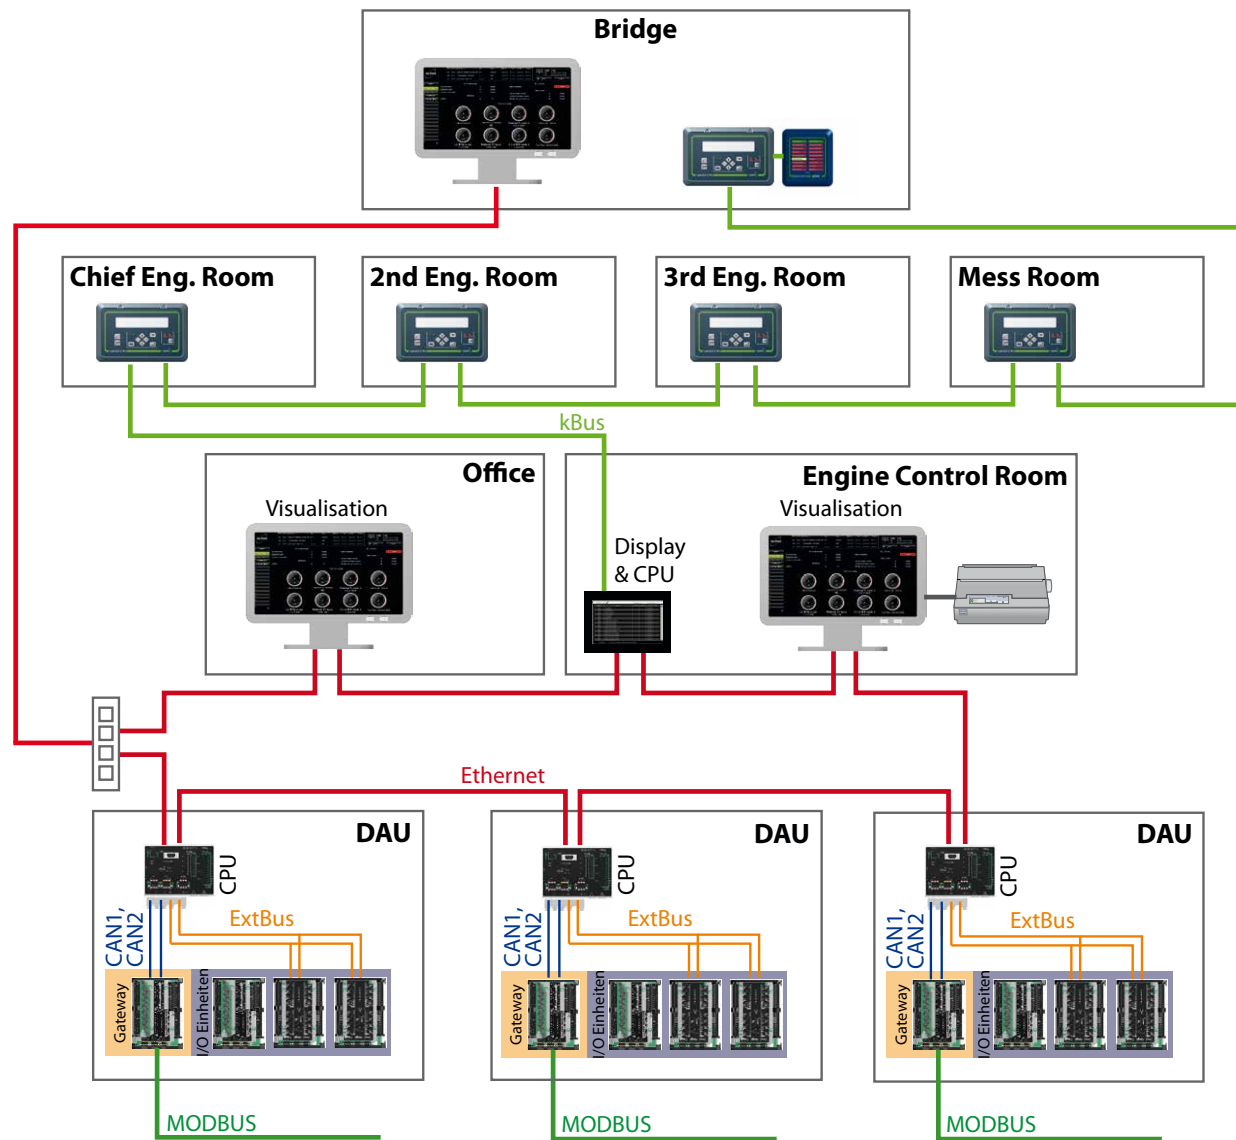 Bridge
Chief Eng. Room
2nd Eng. Room
3rd Eng. Room
Mess Room
kBus
Office
Visualisation
Engine Control Room
Visualisation
Display
& CPU
Ethernet
DAU
CPU
CAN1,
CAN2
ExtBus
Gateway
I/O Einheiten
MODBUS
DAU
CPU
CAN1,
CAN2
ExtBus
Gateway
I/O Einheiten
MODBUS
DAU
CPU
CAN1,
CAN2
ExtBus
Gateway
I/O Einheiten
MODBUS